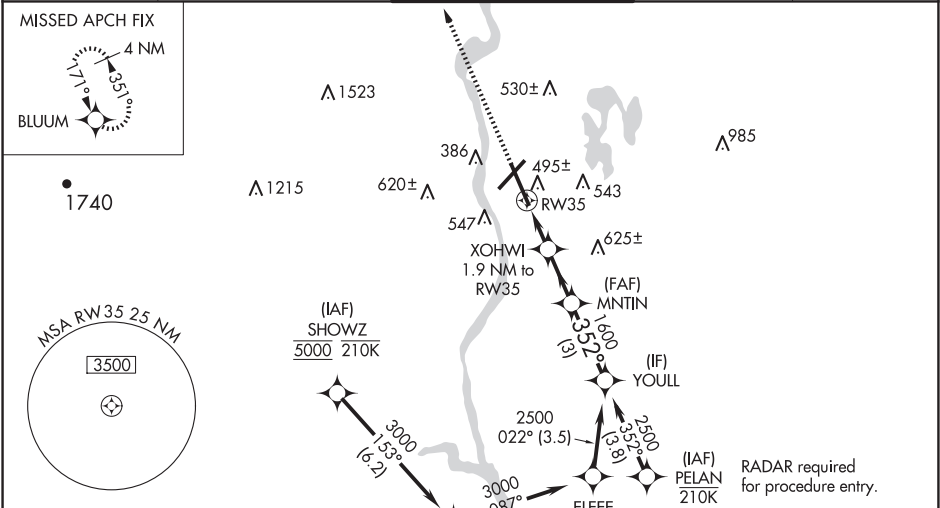 MISSED APCH FIX
4 NM
171°
351°
BLUUM
1523
530±
985
386
495±
1740
1215
620±
543
RW35
547
XOHWI
1.9 NM to
RW35
625±
(FAF)
MNTIN
1600
352°
(3)
MSA RW35 25 NM
3500
(IAF)
SHOWZ
5000 210K
(IF)
YOULL
3000
153°
(6.2)
2500
022° (3.5)
2500
352°
(3.8)
(IAF)
PELAN
210K
RADAR required
for procedure entry.
3000
087°